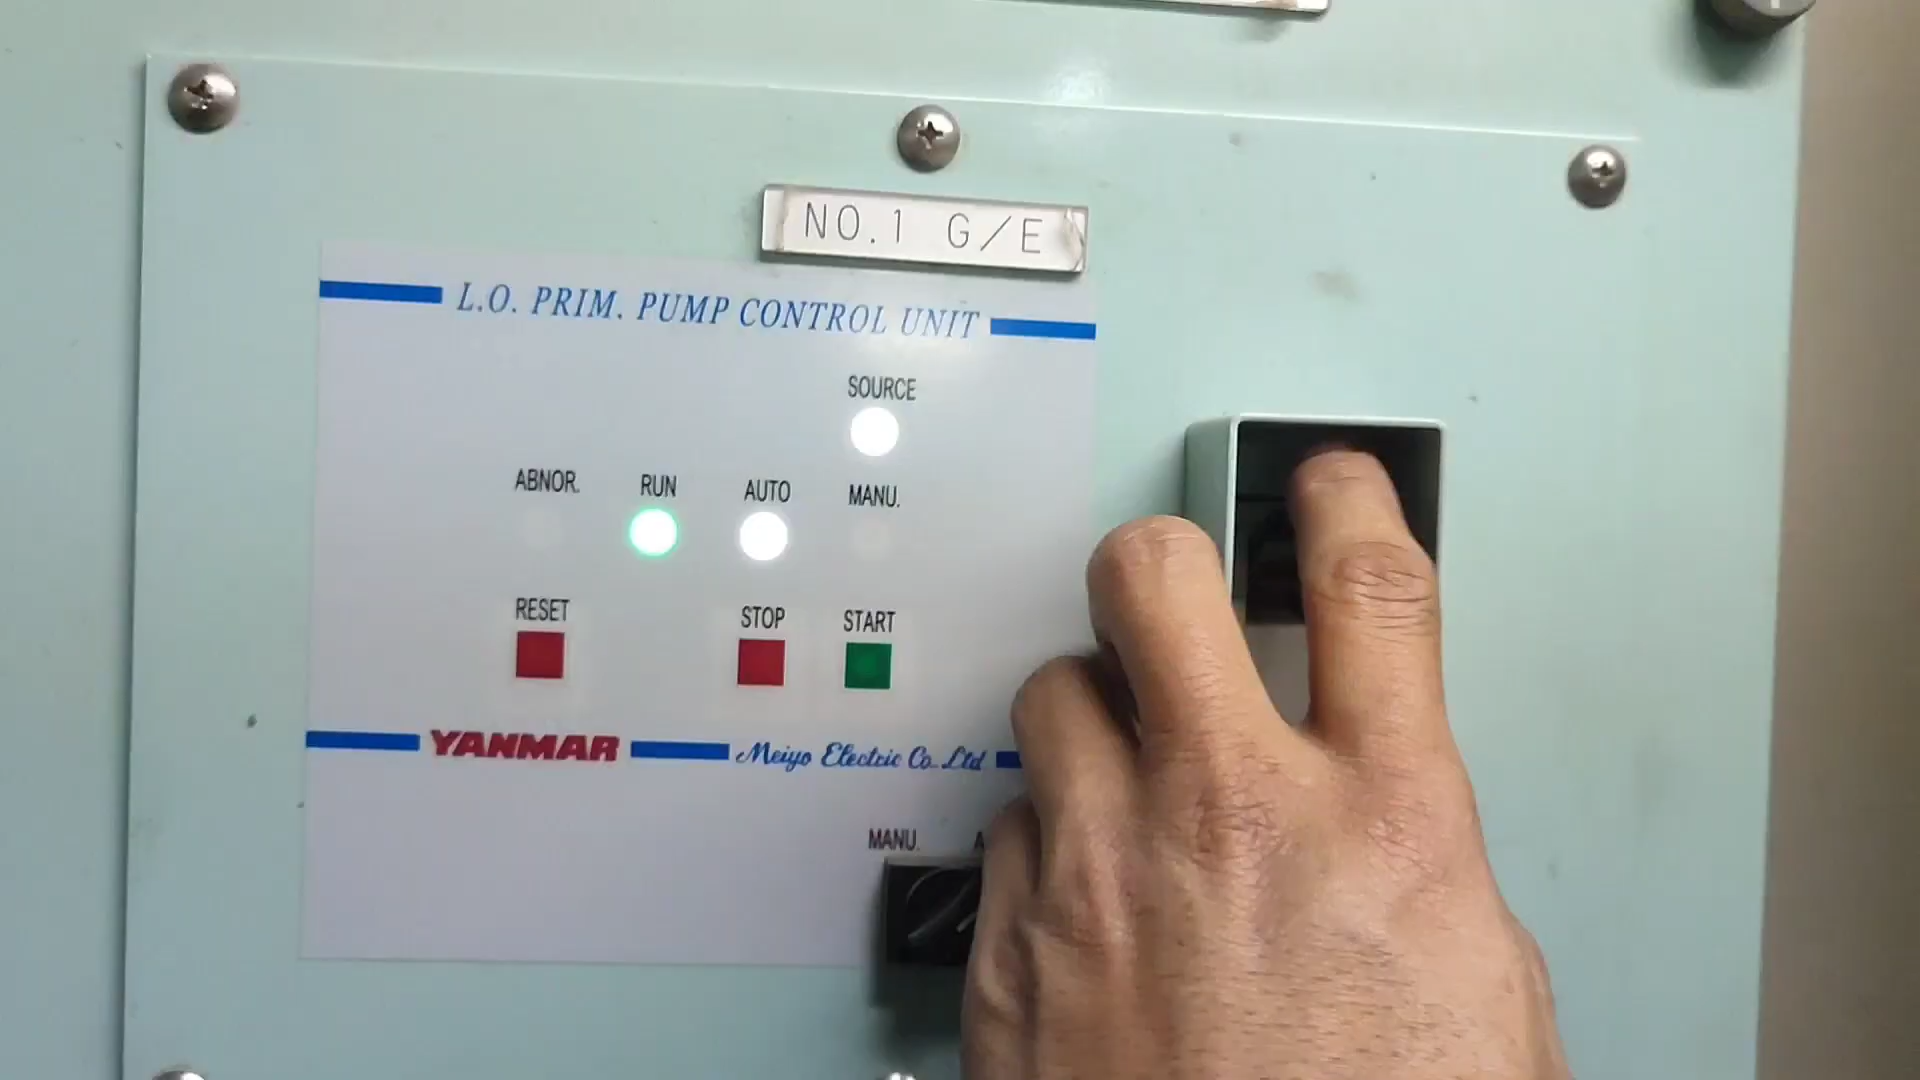 NO.1 G/E
L.O. PRIM. PUMP CONTROL UNIT
SOURCE
ABNOR. RUN AUTO MANU.
RESET STOP START
YANMAR Meiyo Electric Co. Ltd
MANU.